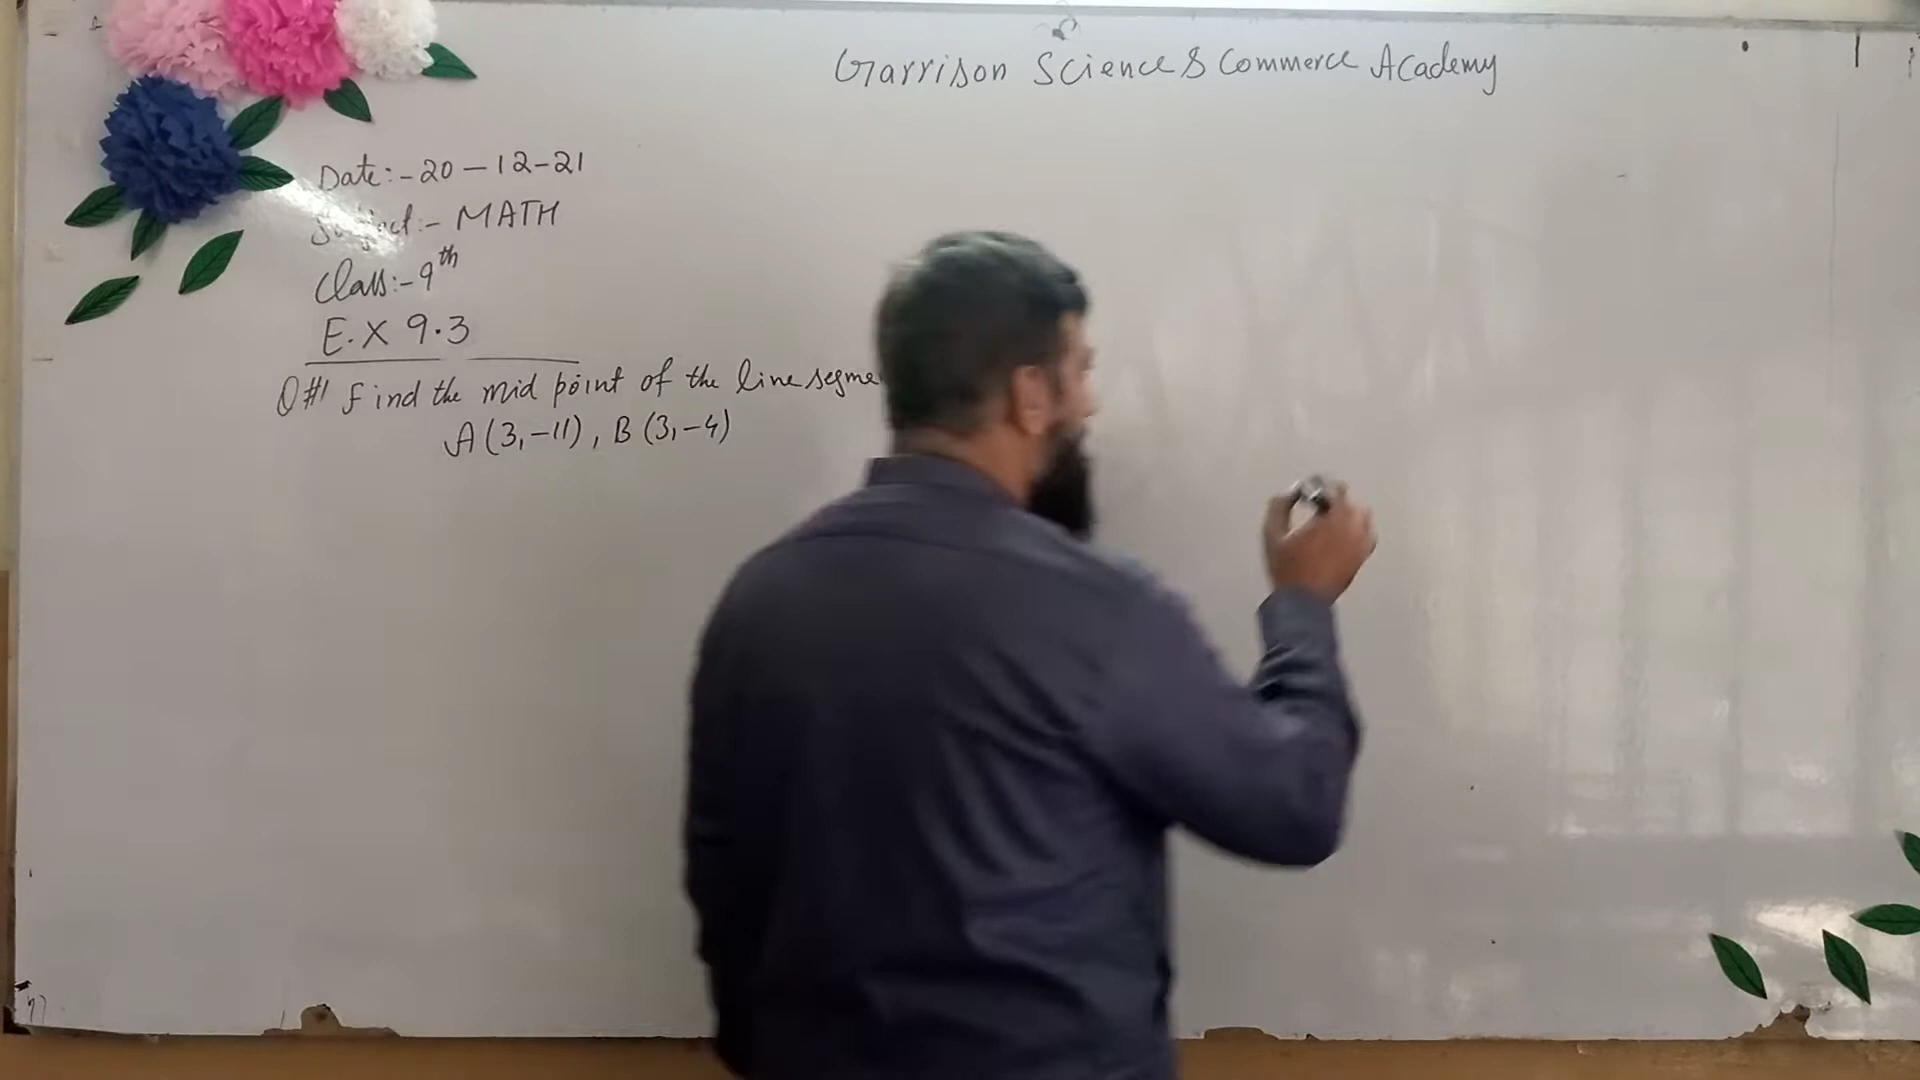 Garrison Science & Commerce Academy
Date:- 20-12-21
Subject:- MATH
Class:- 9th
E.X 9.3
Q#1 Find the mid point of the line segme
A(3,-11), B(3,-4)